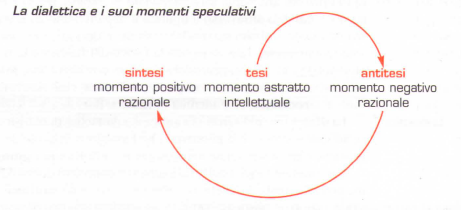 La dialettica e i suoi momenti speculativi
sintesi
momento positivo
razionale
tesi
momento astratto
intellettuale
antitesi
momento negativo
razionale